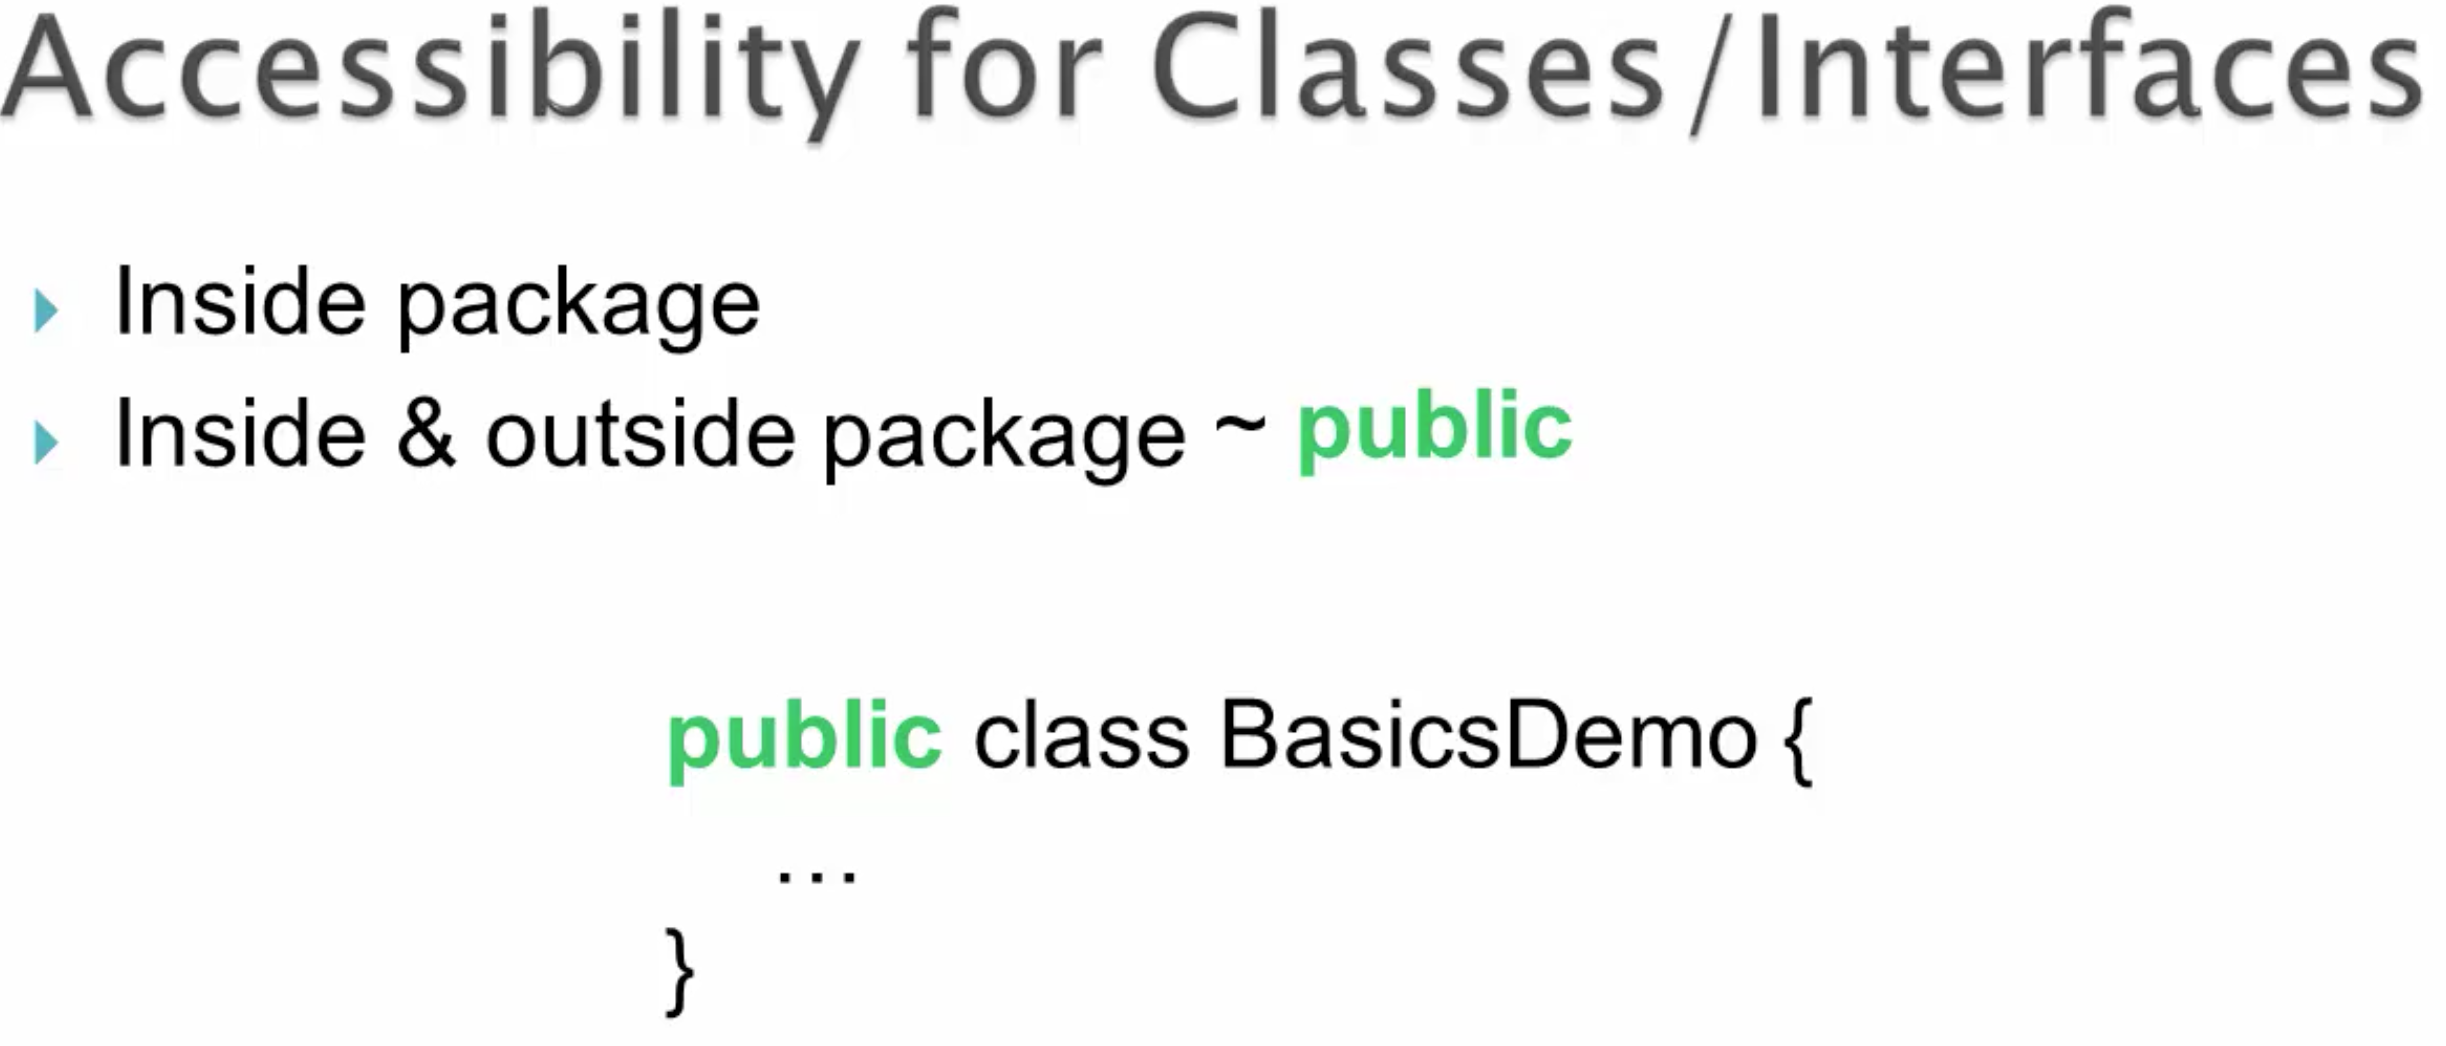 Accessibility for Classes/Interfaces
Inside package
Inside & outside package ~ public
public class BasicsDemo {
...
}